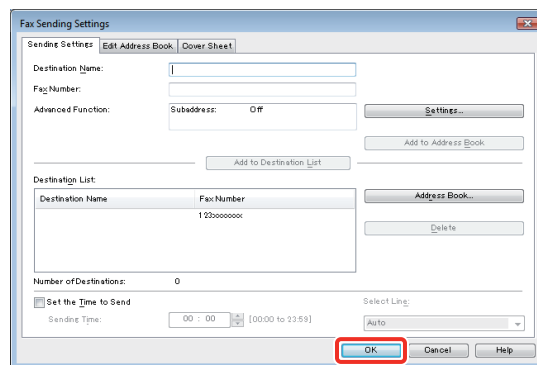 Fax Sending Settings
Sending Settings Edit Address Book Cover Sheet
Destination Name:
Fax Number:
Advanced Function: Subaddress: Off Settings...
Add to Address Book
Add to Destination List
Destination List:
Destination Name Fax Number Address Book...
123xxxxxxx
Delete
Number of Destinations: 0
Set the Time to Send Select Line:
Sending Time: 00 : 00 [00:00 to 23:59] Auto
OK Cancel Help